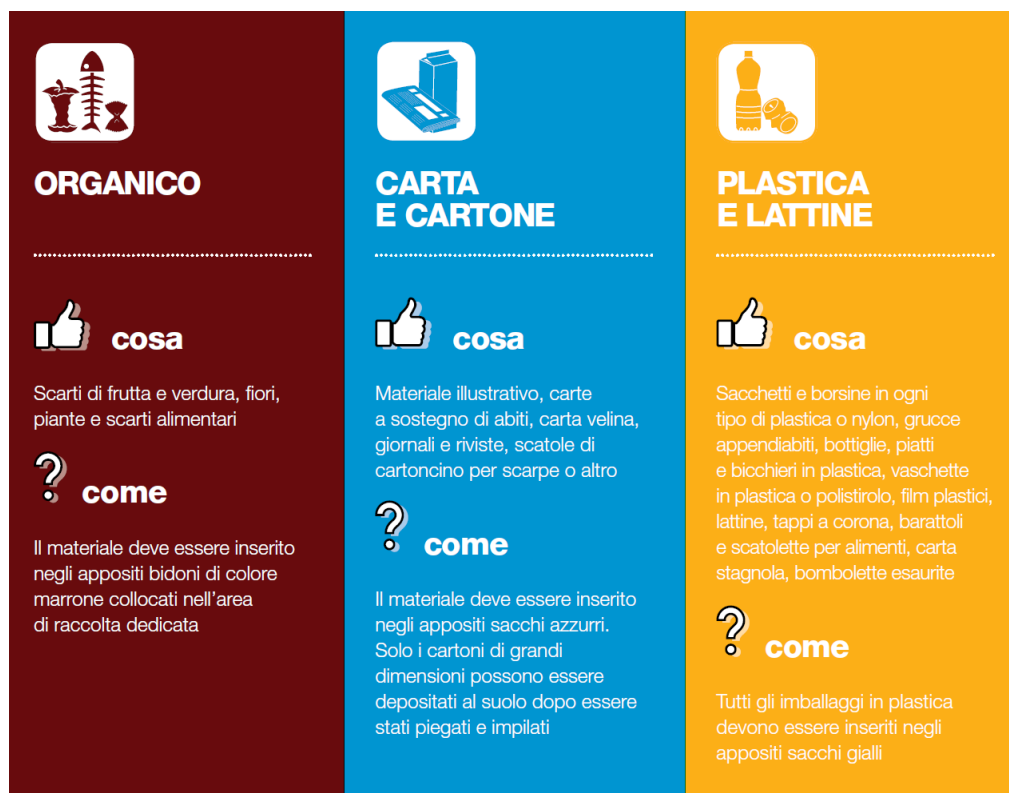 ORGANICO
cosa
Scarti di frutta e verdura, fiori,
piante e scarti alimentari
come
Il materiale deve essere inserito
negli appositi bidoni di colore
marrone collocati nell'area
di raccolta dedicata
CARTA
E CARTONE
cosa
Materiale illustrativo, carte
a sostegno di abiti, carta velina,
giornali e riviste, scatole di
cartoncino per scarpe o altro
come
Il materiale deve essere inserito
negli appositi sacchi azzurri.
Solo i cartoni di grandi
dimensioni possono essere
depositati al suolo dopo essere
stati piegati e impilati
PLASTICA
E LATTINE
cosa
Sacchetti e borsine in ogni
tipo di plastica o nylon, grucce
appendiabiti, bottiglie, piatti
e bicchieri in plastica, vaschette
in plastica o polistirolo, film plastici,
lattine, tappi a corona, barattoli
e scatolette per alimenti, carta
stagnola, bombolette esaurite
come
Tutti gli imballaggi in plastica
devono essere inseriti negli
appositi sacchi gialli